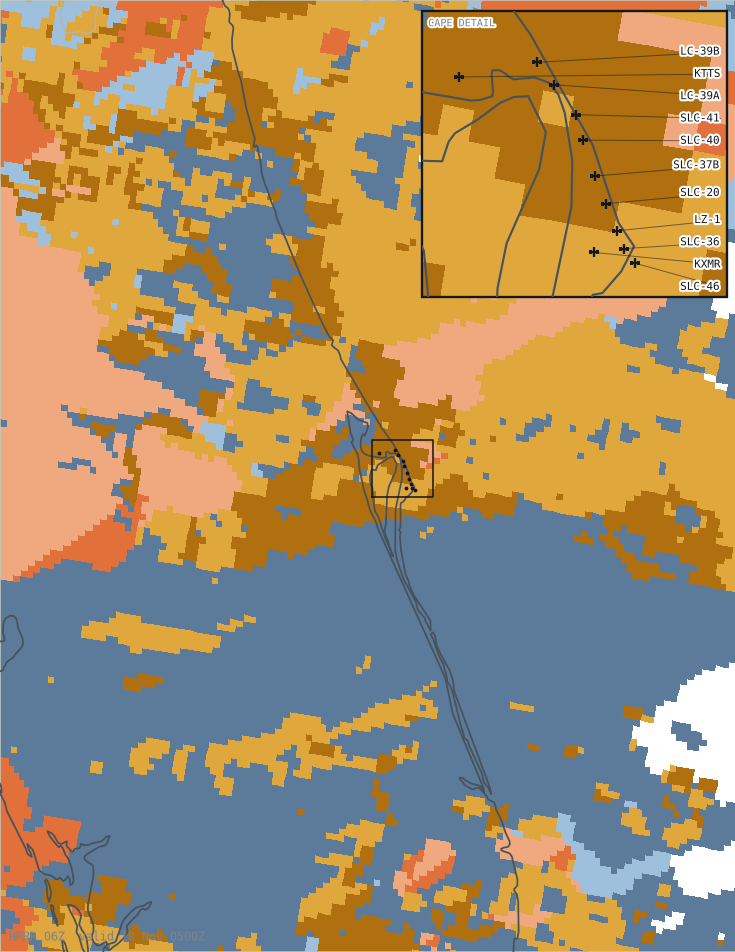 CAPE DETAIL
LC-39B
KTTS
LC-39A
SLC-41
SLC-40
SLC-37B
SLC-20
LZ-1
SLC-36
KXMR
SLC-46